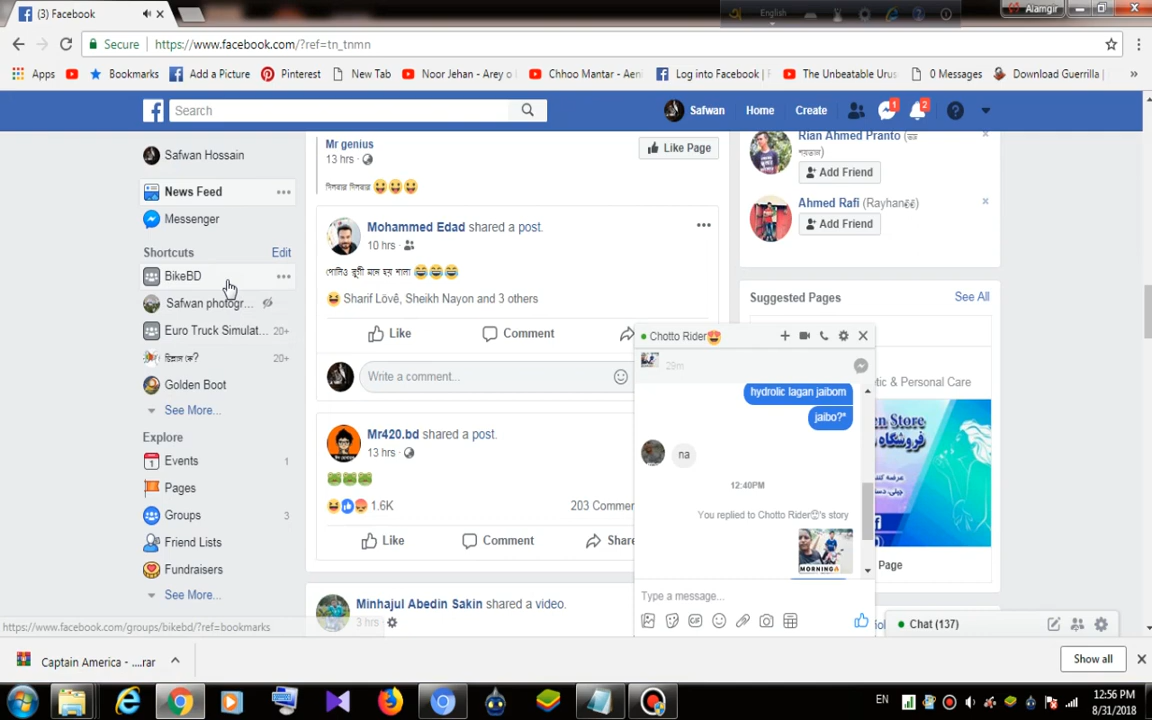 (3) Facebook
English
Alamgir
Secure | https://www.facebook.com/?ref=tn_tnmn
Apps
Bookmarks
Add a Picture
Pinterest
New Tab
Noor Jehan - Arey o
Chhoo Mantar - Aen
Log into Facebook |
The Unbeatable Urus
0 Messages
Download Guerrilla
»
Search
Safwan
Home
Create
1
2
Safwan Hossain
News Feed
Messenger
Shortcuts
Edit
BikeBD
Safwan photogr...
Euro Truck Simulat... 20+
20+
Golden Boot
See More...
Explore
Events 1
Pages
Groups 3
Friend Lists
Fundraisers
See More...
https://www.facebook.com/groups/bikebd/?ref=bookmarks
Mr genius
13 hrs ·
Like Page
দিলবার দিলবার 😜😜😜
Mohammed Edad shared a post.
10 hrs ·
পোলিও রুগী মনে হয় শালা 😂😂😂
Sharif Lövê, Sheikh Nayon and 3 others
Like
Comment
Write a comment...
Mr420.bd shared a post.
13 hrs ·
🐸🐸🐸
1.6K
203 Comme
Like
Comment
Share
Minhajul Abedin Sakin shared a video.
3 hrs ·
Rian Ahmed Pranto
Add Friend
Ahmed Rafi
Add Friend
Suggested Pages
See All
etic & Personal Care
en Store
Page
Chotto Rider😍
29m
hydrolic lagan jaibom
jaibo?*
na
12:40PM
You replied to Chotto Rider😍's story
MORNING
Type a message...
Chat (137)
Captain America - ....rar
Show all
EN
12:56 PM
8/31/2018